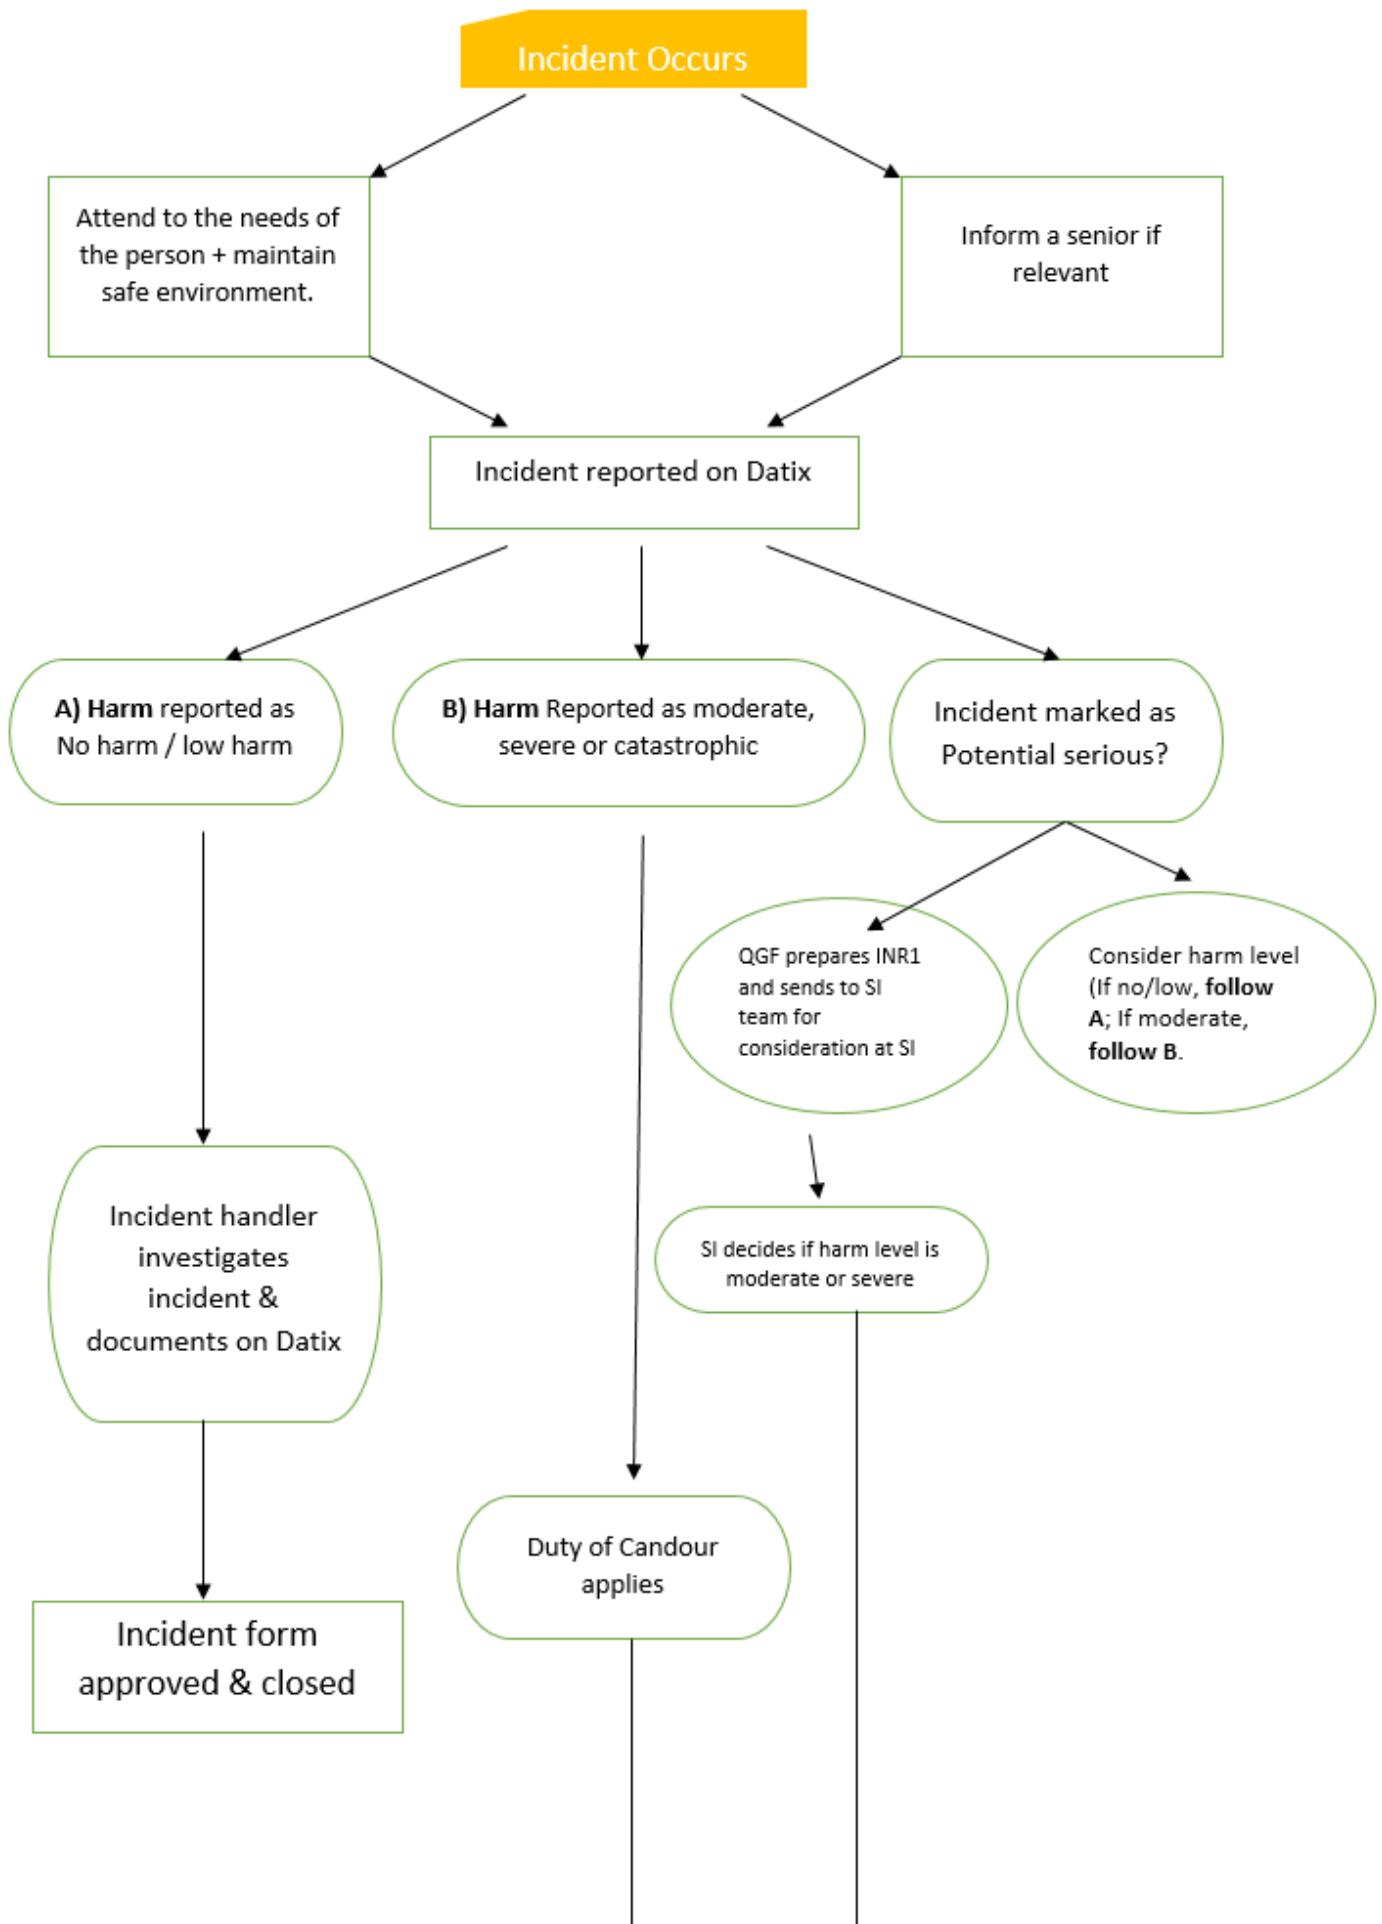 Incident Occurs
Attend to the needs of
the person + maintain
safe environment.
Inform a senior if
relevant
Incident reported on Datix
A) Harm reported as
No harm / low harm
B) Harm Reported as moderate,
severe or catastrophic
Incident marked as
Potential serious?
QGF prepares INR1
and sends to SI
team for
consideration at SI
Consider harm level
(If no/low, follow
A; If moderate,
follow B.
Incident handler
investigates
incident &
documents on Datix
SI decides if harm level is
moderate or severe
Duty of Candour
applies
Incident form
approved & closed